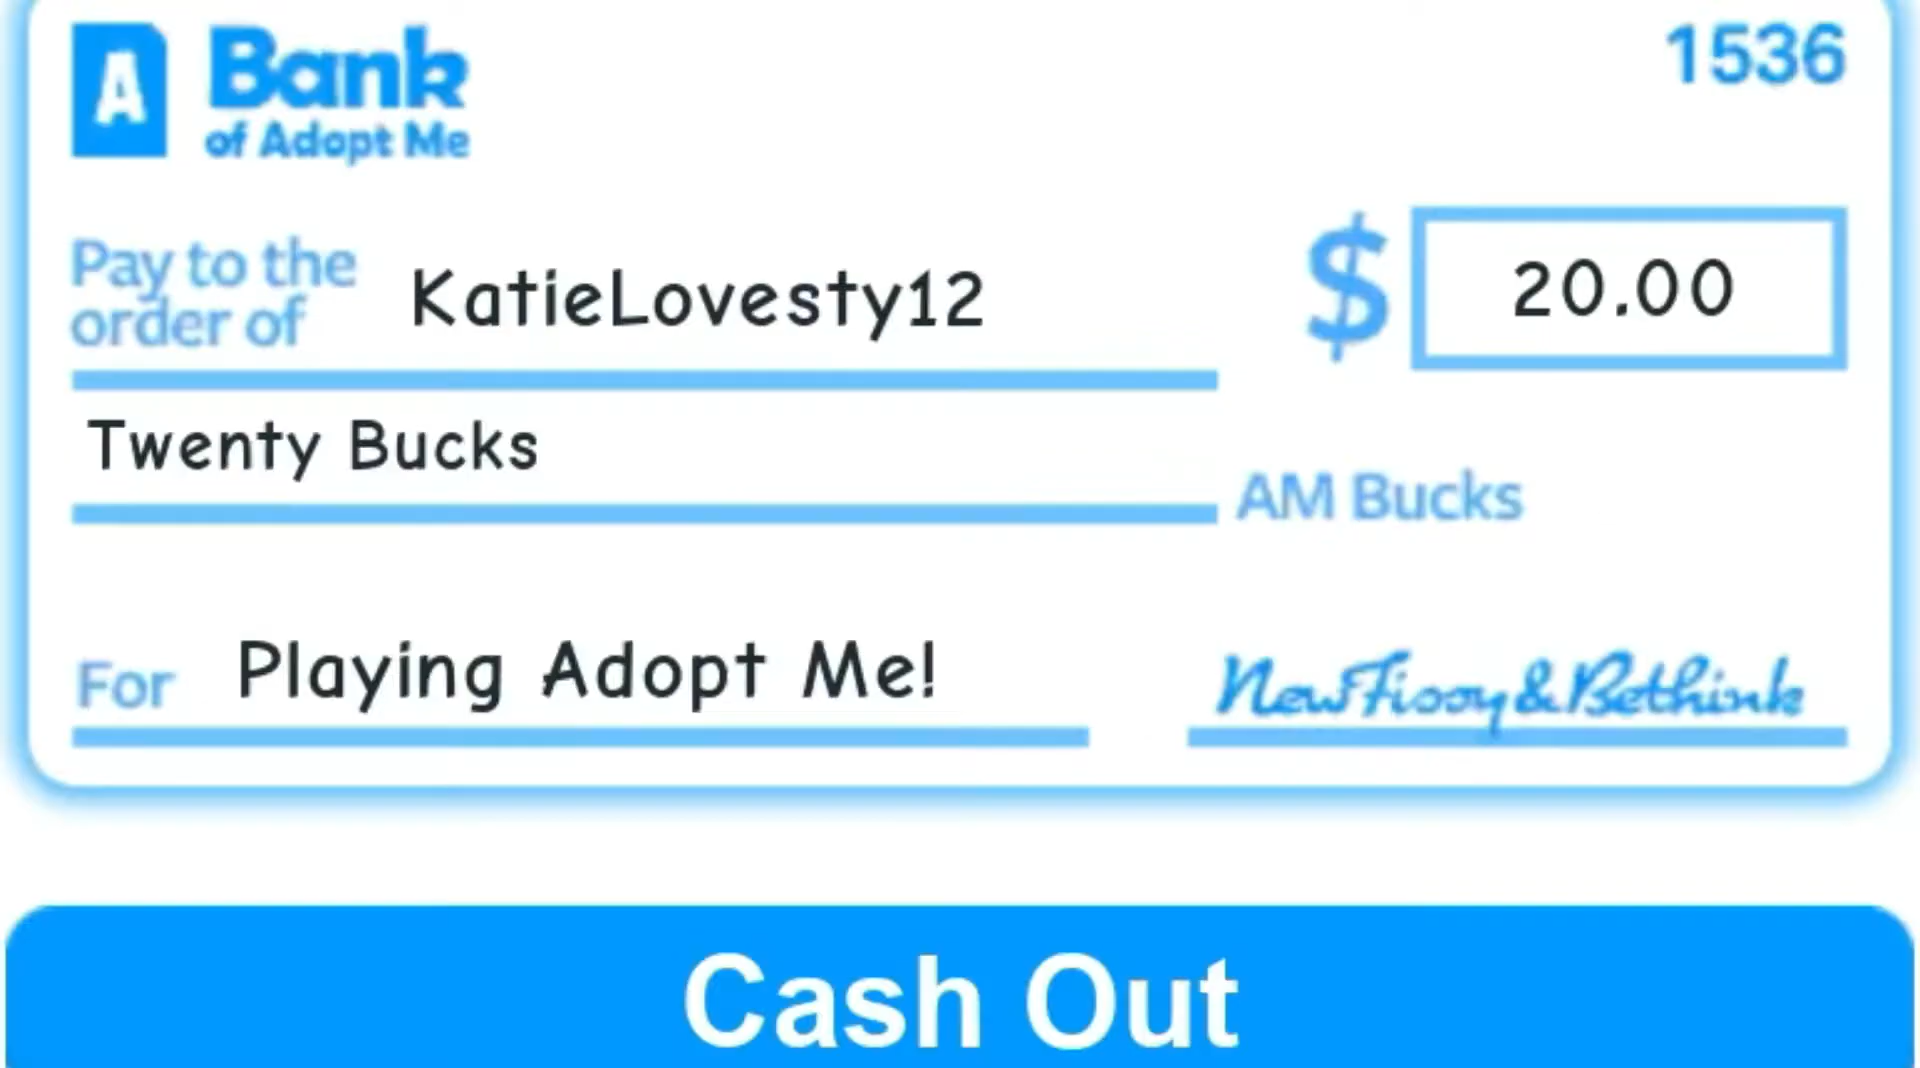 A
Bank
of Adopt Me
1536
Pay to the
order of
KatieLovesty12
$
20.00
Twenty Bucks
AM Bucks
For
Playing Adopt Me!
NewFissy&Bethink
Cash Out